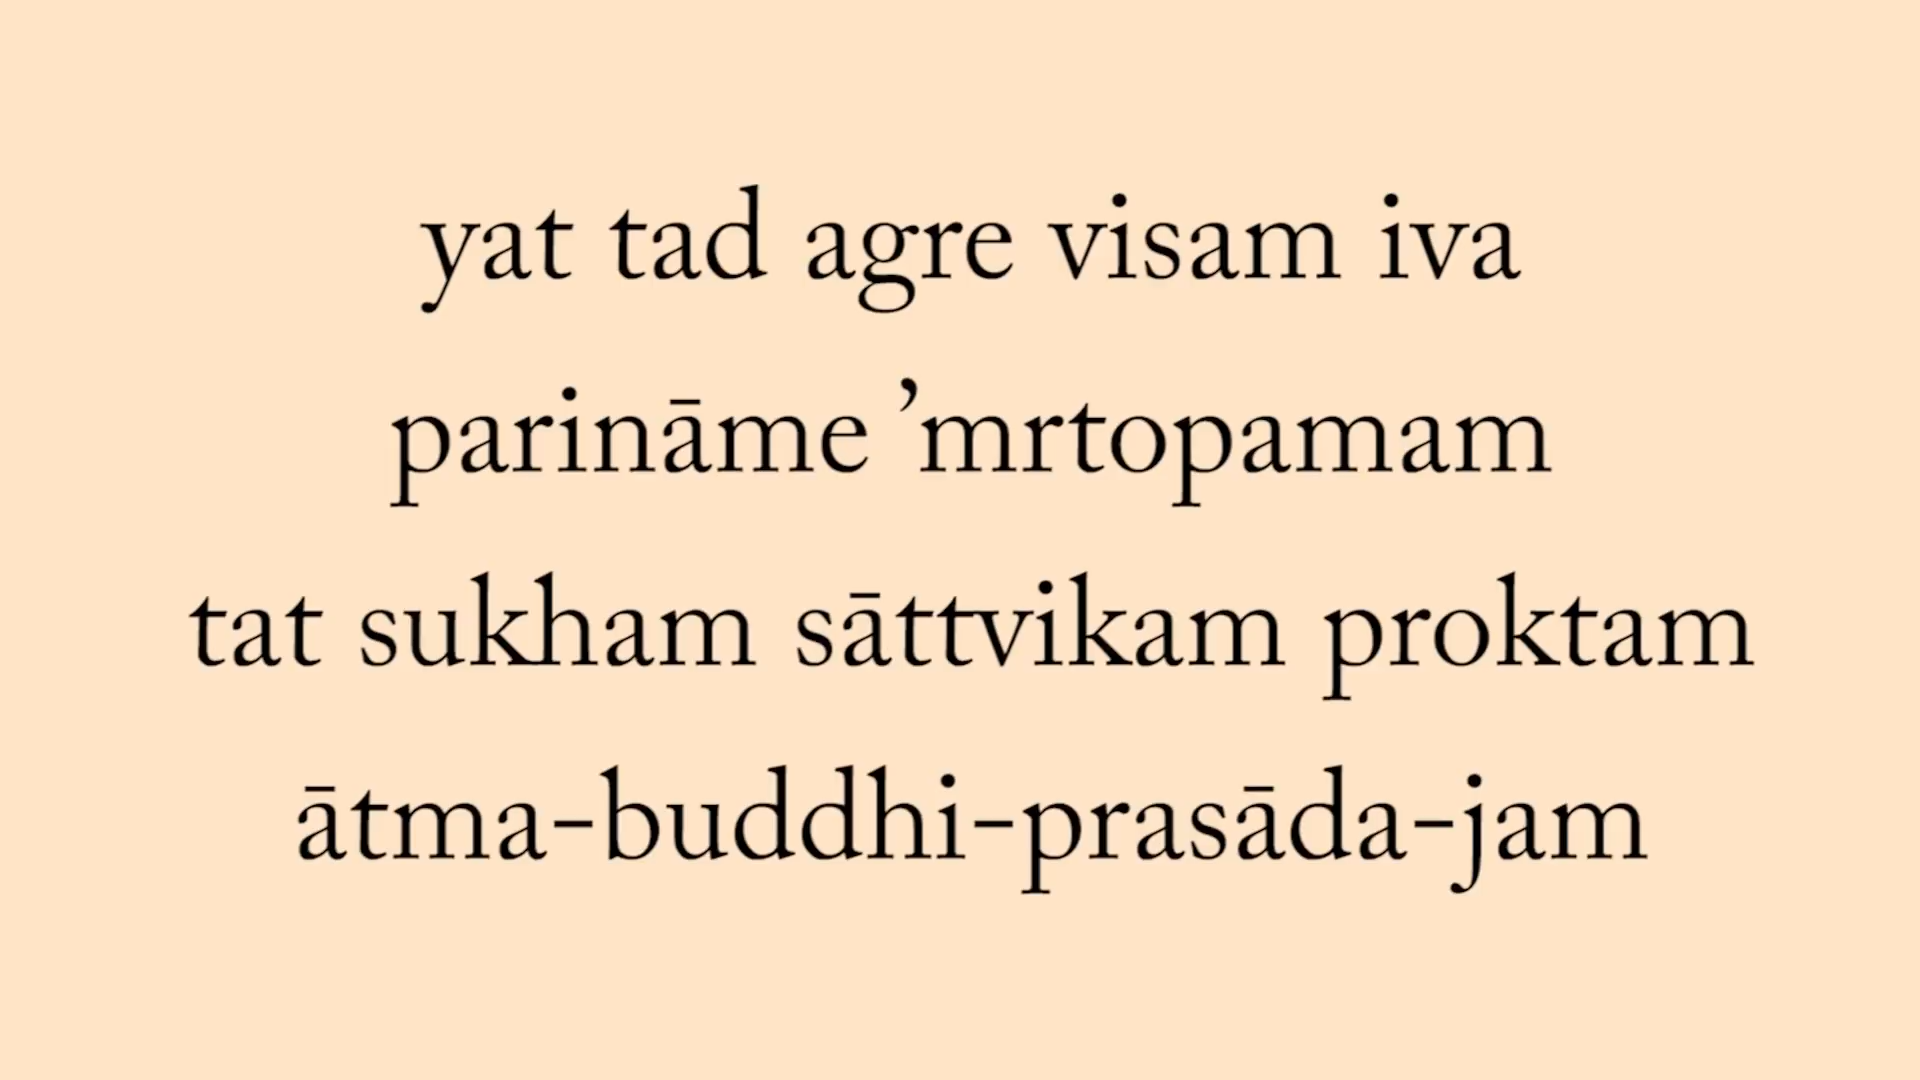 yat tad agre visam iva
parināme ’mrtopamam
tat sukham sāttvikam proktam
ātma-buddhi-prasāda-jam